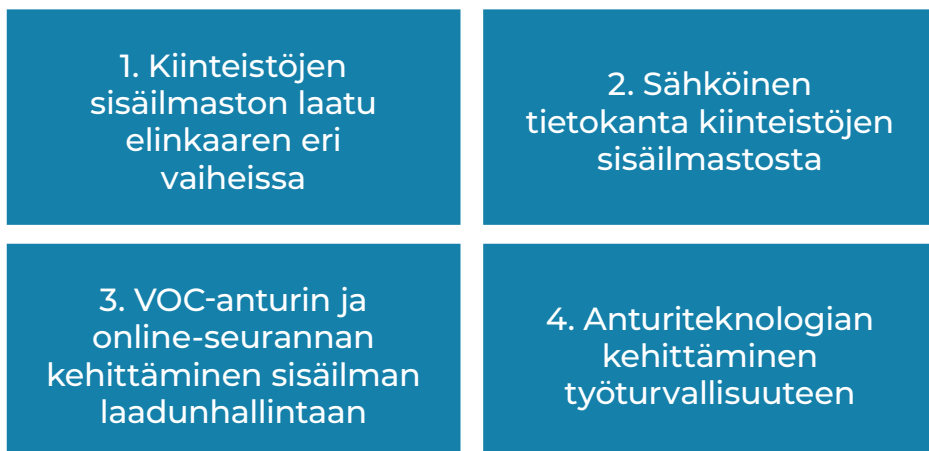 1. Kiinteistöjen
sisäilmaston laatu
elinkaaren eri
vaiheissa
2. Sähköinen
tietokanta kiinteistöjen
sisäilmastosta
3. VOC-anturin ja
online-seurannan
kehittäminen sisäilman
laadunhallintaan
4. Anturiteknologian
kehittäminen
työturvallisuuteen